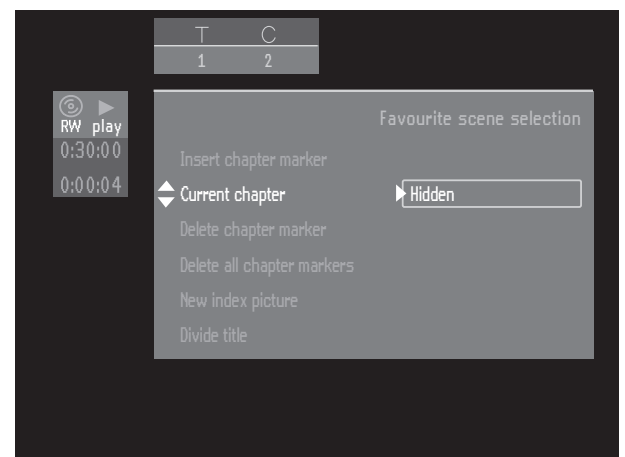 T C
1 2
Favourite scene selection
RW play
0:30:00
0:00:04
Insert chapter marker
Current chapter Hidden
Delete chapter marker
Delete all chapter markers
New index picture
Divide title